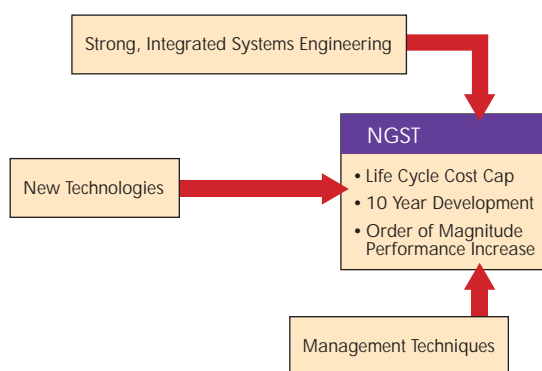 Strong, Integrated Systems Engineering
NGST
• Life Cycle Cost Cap
• 10 Year Development
• Order of Magnitude
Performance Increase
New Technologies
Management Techniques